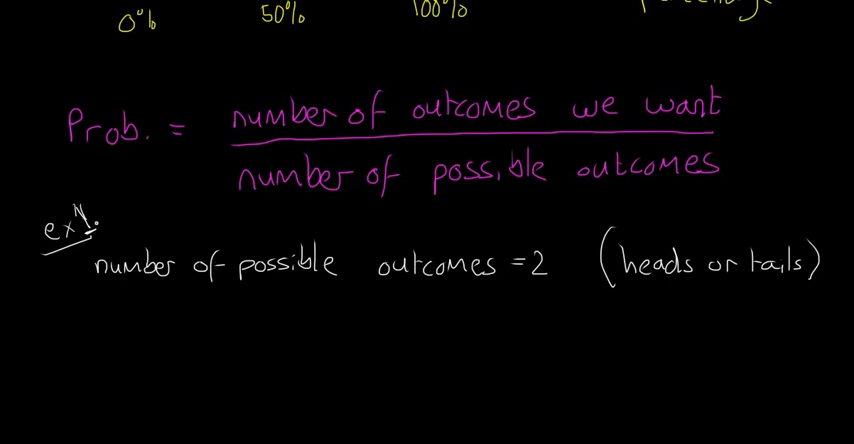 0% 50% 100%
Prob. = number of outcomes we want
number of possible outcomes
number of possible outcomes = 2 (heads or tails)